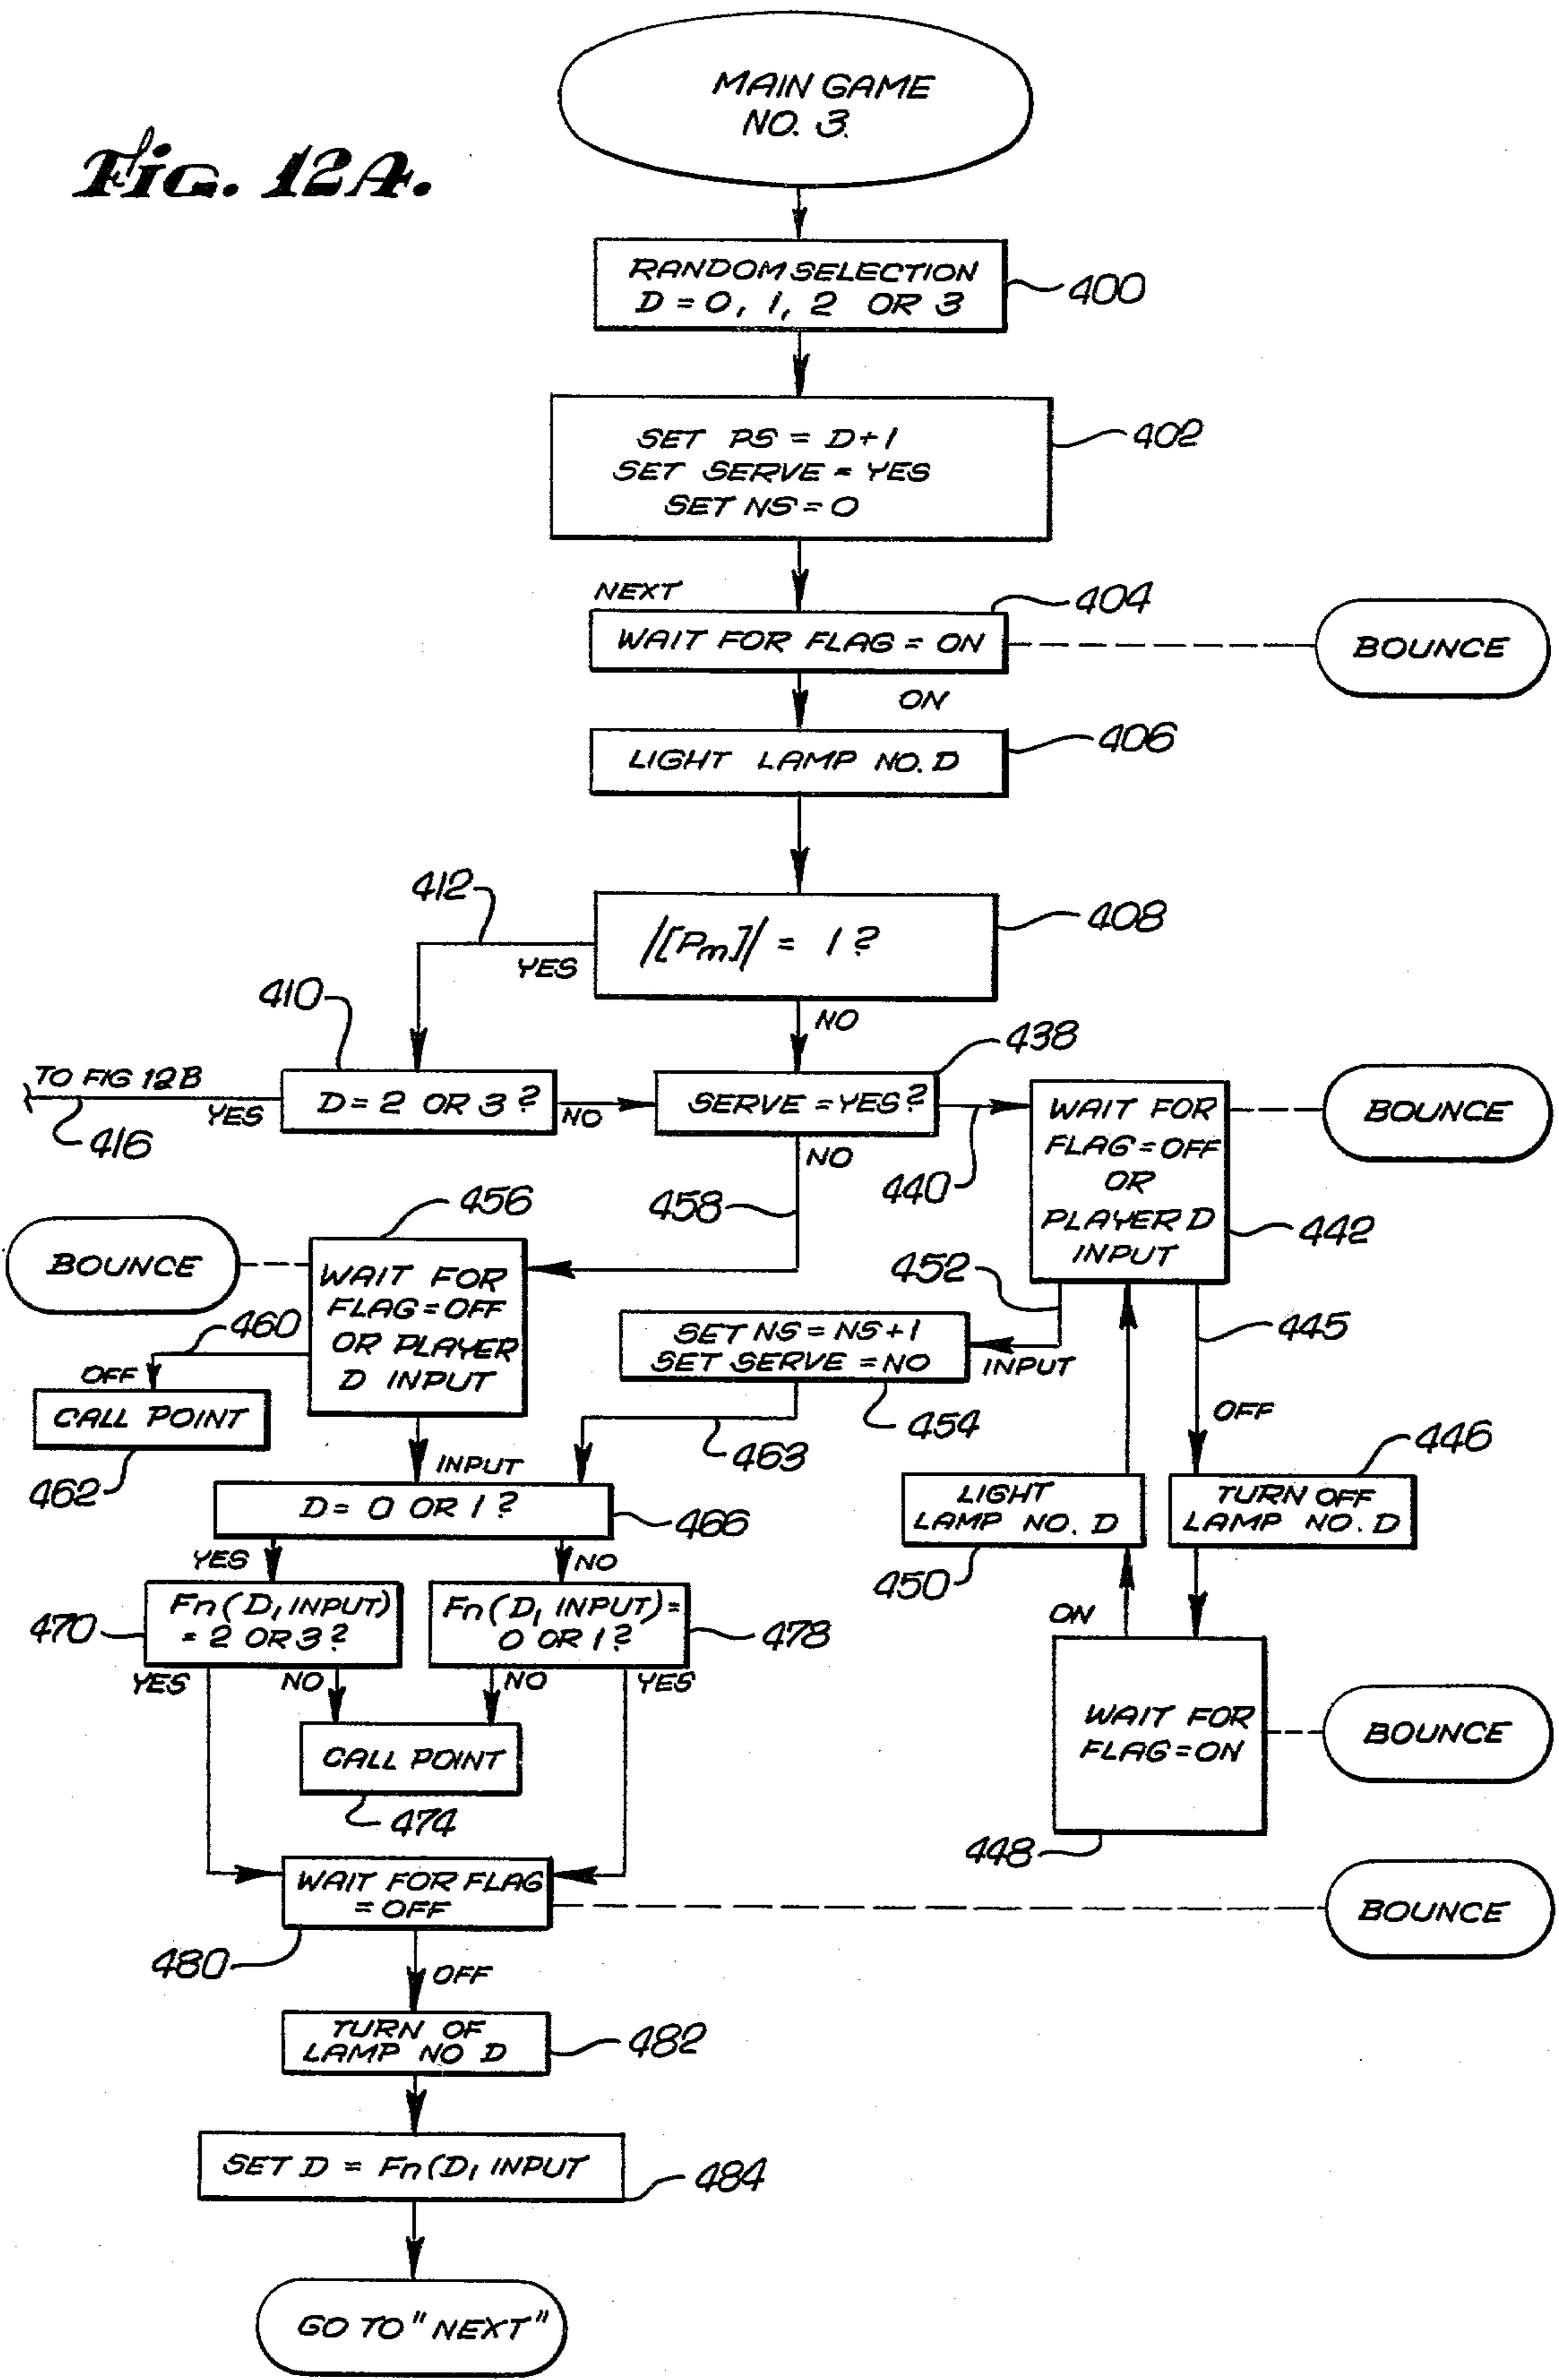 FIG. 12A.
MAIN GAME
NO. 3.
RANDOM SELECTION
D = 0, 1, 2 OR 3
400
SET PS = D+1
SET SERVE = YES
SET NS = 0
402
NEXT
404
WAIT FOR FLAG = ON
BOUNCE
ON
LIGHT LAMP NO. D
406
412
|[Pm]| = 1?
408
YES
410
NO
438
TO FIG 12B
YES
D = 2 OR 3?
NO
SERVE = YES?
WAIT FOR
FLAG = OFF
OR
PLAYER D
INPUT
BOUNCE
416
440
442
NO
458
456
BOUNCE
WAIT FOR
FLAG = OFF
OR PLAYER
D INPUT
452
460
OFF
CALL POINT
462
SET NS = NS+1
SET SERVE = NO
INPUT
454
445
OFF
463
INPUT
446
D = 0 OR 1?
466
LIGHT
LAMP NO. D
TURN OFF
LAMP NO. D
450
YES
NO
470
Fn(D, INPUT)
= 2 OR 3?
Fn(D, INPUT) =
0 OR 1?
478
ON
YES
NO
NO
YES
WAIT FOR
FLAG = ON
BOUNCE
CALL POINT
474
448
WAIT FOR FLAG
= OFF
BOUNCE
480
OFF
TURN OF
LAMP NO D
482
SET D = Fn(D, INPUT
484
GO TO "NEXT"